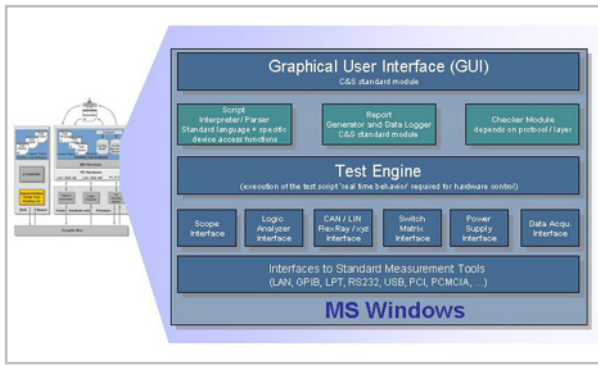 Graphical User Interface (GUI)
C&S standard module
Script
Interpreter/Parser
Standard language + specific
device access functions
Report
Generator and Data Logger
C&S standard module
Checker Module
depends on protocol / layer
Test Engine
(execution of the test script 'real time behavior' required for hardware control)
Scope
Interface
Logic
Analyzer
Interface
CAN / LIN
FlexRay / xyz
Interface
Switch
Matrix
Interface
Power
Supply
Interface
Data Acqu.
Interface
Interfaces to Standard Measurement Tools
(LAN, GPIB, LPT, RS232, USB, PCI, PCMCIA, ...)
MS Windows
MS Windows
PC Hardware